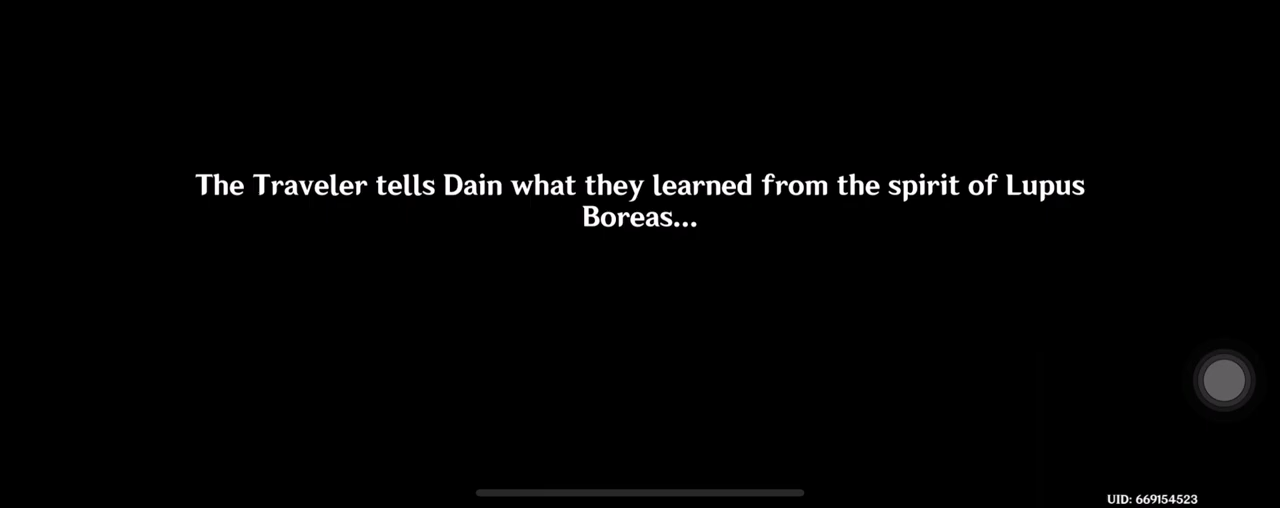 The Traveler tells Dain what they learned from the spirit of Lupus
Boreas...
UID: 669154523